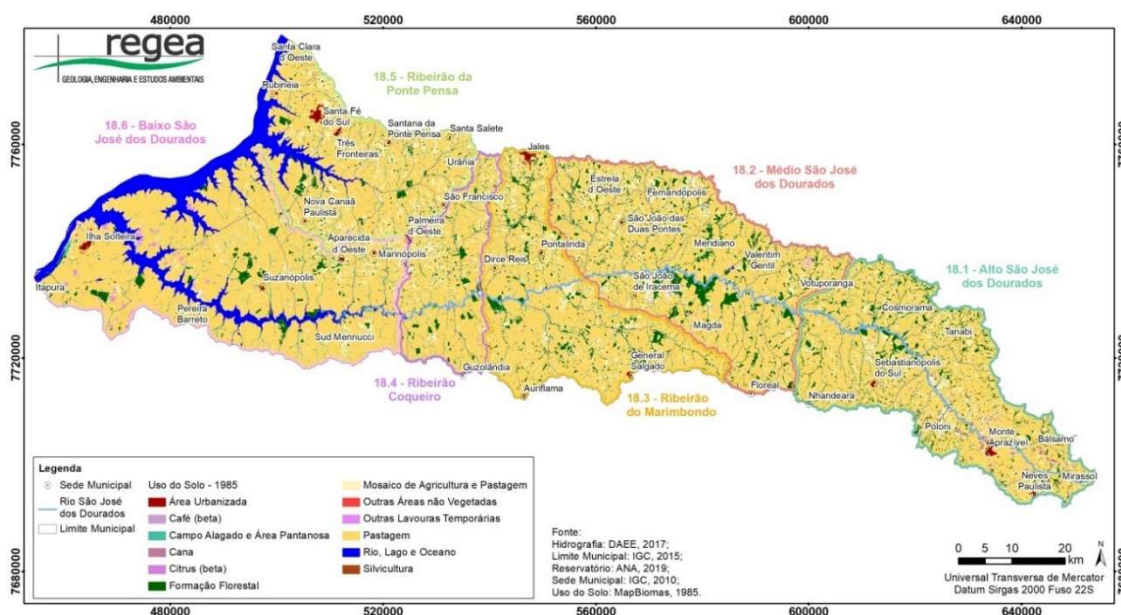 480000
520000
560000
600000
640000
regea
GEOLOGIA, ENGENHARIA E ESTUDOS AMBIENTAIS
Santa Clara
d´Oeste
Rubinéia
18.5 - Ribeirão da
Ponte Pensa
18.6 - Baixo São
José dos Dourados
Santa Fé
do Sul
Santana da
Ponte Pensa
Santa Salete
Três
Fronteiras
7760000
7760000
Jales
Urânia
18.2 - Médio São José
dos Dourados
Estrela
d´Oeste
Fernandópolis
São Francisco
Nova Canaã
Paulista
São João das
Duas Pontes
Palmeira
d´Oeste
Ilha Solteira
Aparecida
d´Oeste
Marinópolis
Pontalinda
Meridiano
Valentim
Gentil
Dirce Reis
18.1 - Alto São José
dos Dourados
Itapura
Suzanópolis
São João
de Iracema
Votuporanga
Cosmorama
Pereira
Barreto
Magda
Tanabi
Sud Mennucci
7720000
7720000
General
Salgado
Sebastianópolis
do Sul
Guzolândia
18.4 - Ribeirão
Coqueiro
Auriflama
18.3 - Ribeirão
do Marimbondo
Floreal
Nhandeara
Poloni
Monte
Aprazível
Bálsamo
Neves
Paulista
Mirassol
Legenda
Sede Municipal
Rio São José
dos Dourados
Limite Municipal
Uso do Solo - 1985
Área Urbanizada
Café (beta)
Campo Alagado e Área Pantanosa
Cana
Citrus (beta)
Formação Florestal
Mosaico de Agricultura e Pastagem
Outras Áreas não Vegetadas
Outras Lavouras Temporárias
Pastagem
Rio, Lago e Oceano
Silvicultura
Fonte:
Hidrografia: DAEE, 2017;
Limite Municipal: IGC, 2015;
Reservatório: ANA, 2019;
Sede Municipal: IGC, 2010;
Uso do Solo: MapBiomas, 1985.
0 5 10 20
km
N
Universal Transversa de Mercator
Datum Sirgas 2000 Fuso 22S
7680000
7680000
480000
520000
560000
600000
640000